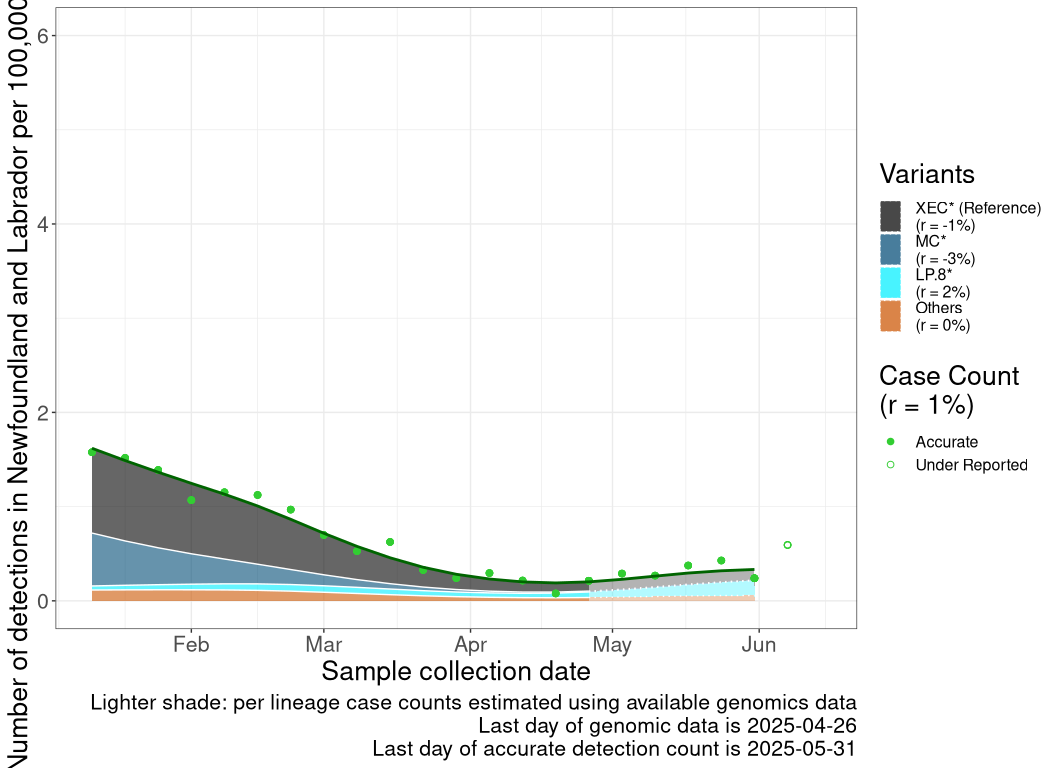 Number of detections in Newfoundland and Labrador per 100,000
6
4
2
0
Feb
Mar
Apr
May
Jun
Sample collection date
Lighter shade: per lineage case counts estimated using available genomics data
Last day of genomic data is 2025-04-26
Last day of accurate detection count is 2025-05-31
Variants
XEC* (Reference)
(r = -1%)
MC*
(r = -3%)
LP.8*
(r = 2%)
Others
(r = 0%)
Case Count
(r = 1%)
Accurate
Under Reported